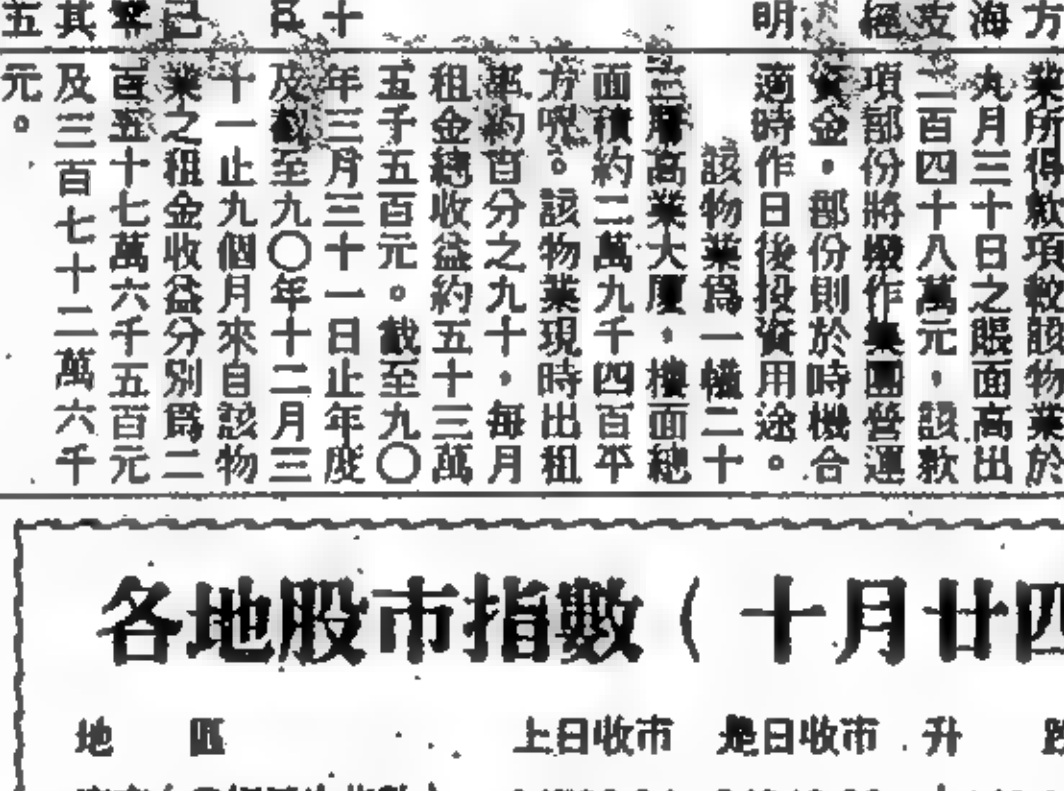 方
海
支
經
明
十
已
其
五
業所得款項較該物業於
九月三十日之賬面高出
二百四十八萬元，該款
項部份將撥作集團營運
資金，部份則於時機合
適時作日後投資用途。
該物業為一幢二十
三層高業大厦，樓面總
面積約二萬九千四百平
方呎。該物業現時出租
率約百分之九十，每月
租金總收益約五十三萬
五千五百元。截至九〇
年三月三十一日止年度
及截至九〇年十二月三
十一止九個月來自該物
業之租金收益分別為二
百五十七萬六千五百元
及三百七十二萬六千
元。
各地股市指數（十月廿四
地 區 上日收市 是日收市 升 跌